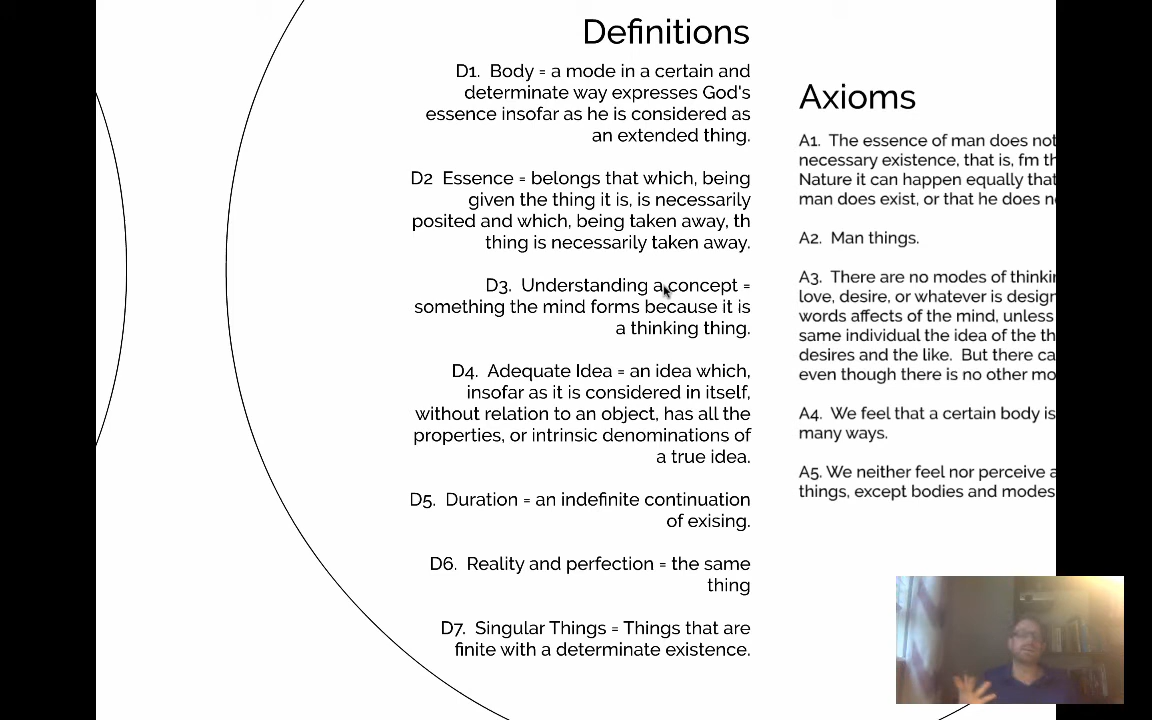 Definitions
D1. Body = a mode in a certain and
determinate way expresses God's
essence insofar as he is considered as
an extended thing.
D2 Essence = belongs that which, being
given the thing it is, is necessarily
posited and which, being taken away, th
thing is necessarily taken away.
D3. Understanding a concept =
something the mind forms because it is
a thinking thing.
D4. Adequate Idea = an idea which,
insofar as it is considered in itself,
without relation to an object, has all the
properties, or intrinsic denominations of
a true idea.
D5. Duration = an indefinite continuation
of exising.
D6. Reality and perfection = the same
thing
D7. Singular Things = Things that are
finite with a determinate existence.
Axioms
A1. The essence of man does not
necessary existence, that is, fm th
Nature it can happen equally that
man does exist, or that he does n
A2. Man things.
A3. There are no modes of thinkin
love, desire, or whatever is design
words affects of the mind, unless
same individual the idea of the th
desires and the like. But there ca
even though there is no other mo
A4. We feel that a certain body is
many ways.
A5. We neither feel nor perceive a
things, except bodies and modes